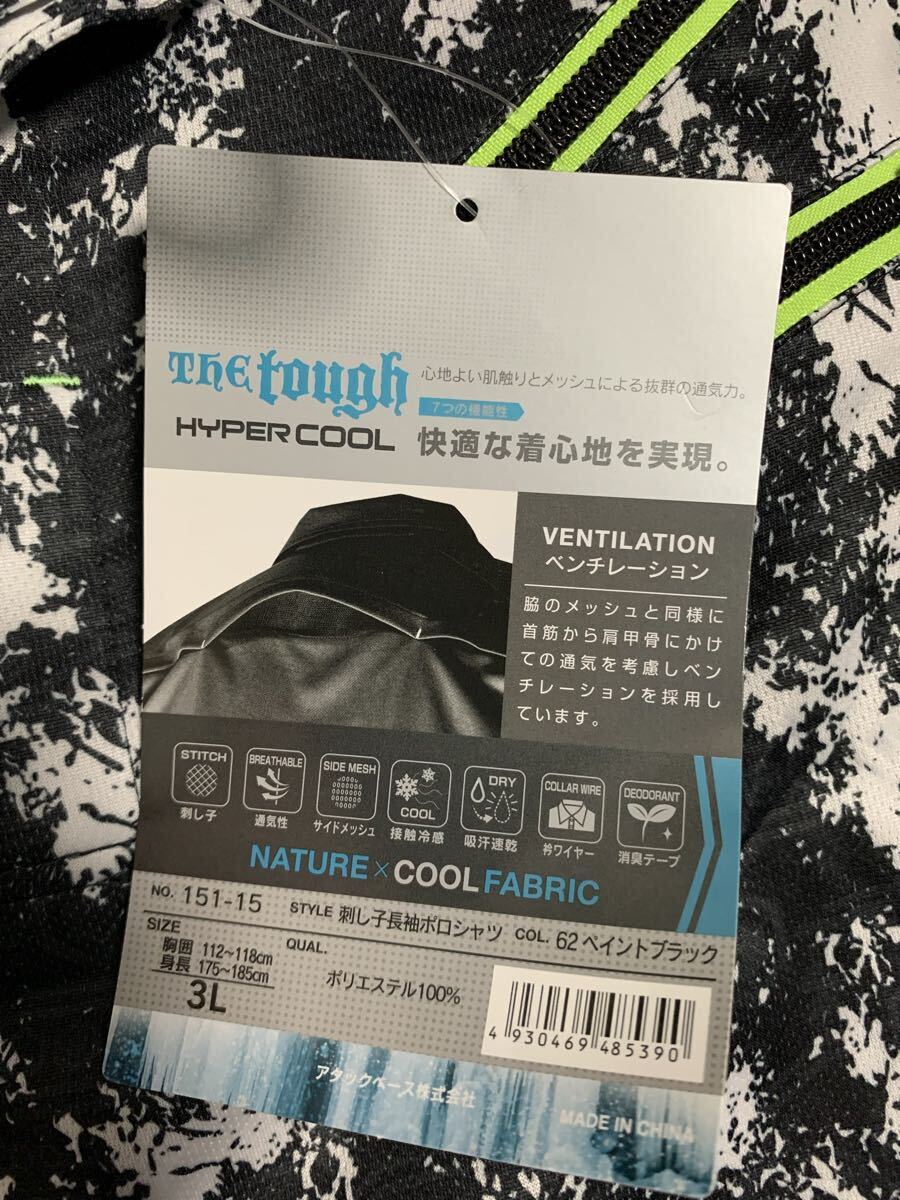 THE tough
HYPER COOL
心地よい肌触りとメッシュによる抜群の通気力。
7つの機能性
快適な着心地を実現。
VENTILATION
ベンチレーション
脇のメッシュと同様に
首筋から肩甲骨にかけ
ての通気を考慮しベン
チレーションを採用し
ています。
STITCH
刺し子
BREATHABLE
通気性
SIDE MESH
サイドメッシュ
COOL
接触冷感
DRY
吸汗速乾
COLLAR WIRE
衿ワイヤー
DEODORANT
消臭テープ
NATURE×COOL FABRIC
NO. 151-15 STYLE 刺し子長袖ポロシャツ COL. 62 ペイントブラック
SIZE
胸囲 112~118cm
身長 175~185cm
3L
QUAL.
ポリエステル100%
4 930469 485390
アタックベース株式会社
MADE IN CHINA